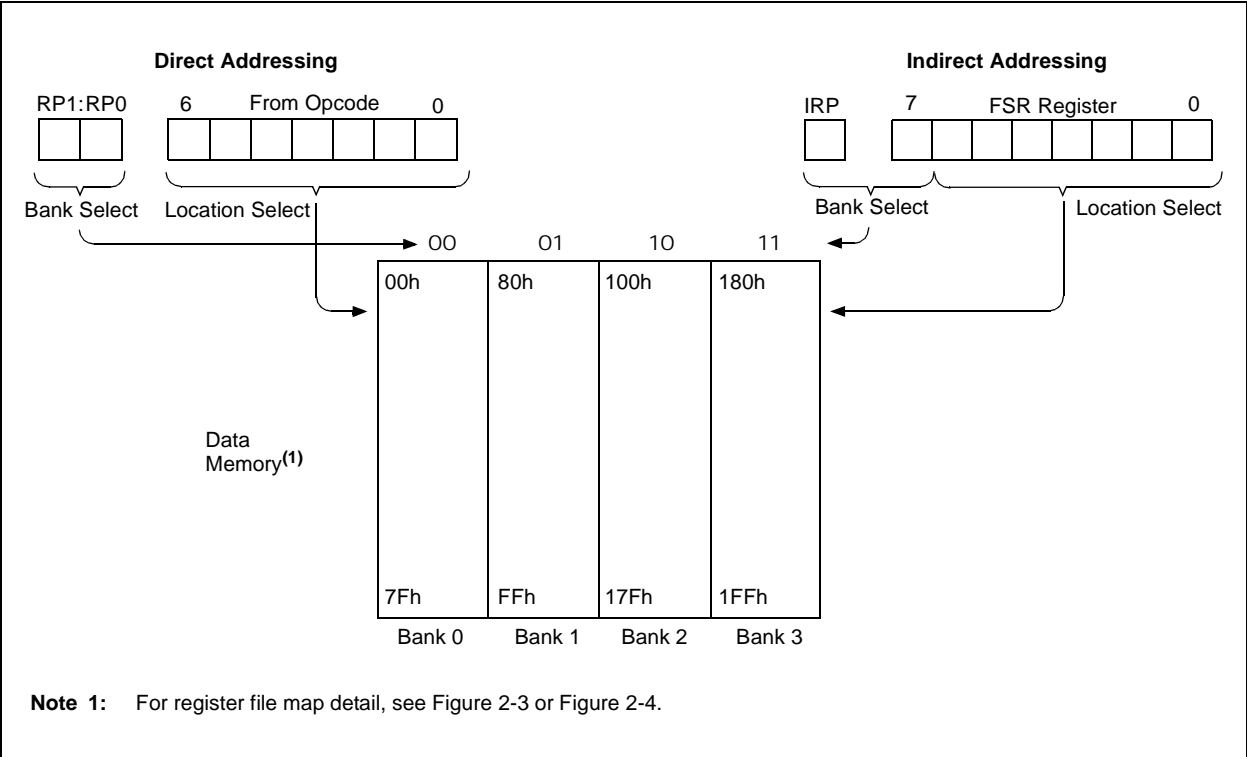 Direct Addressing
Indirect Addressing
RP1:RP0 6 From Opcode 0
IRP 7 FSR Register 0
Bank Select Location Select
Bank Select Location Select
00 01 10 11
00h 80h 100h 180h
Data
Memory(1)
7Fh FFh 17Fh 1FFh
Bank 0 Bank 1 Bank 2 Bank 3
Note 1: For register file map detail, see Figure 2-3 or Figure 2-4.